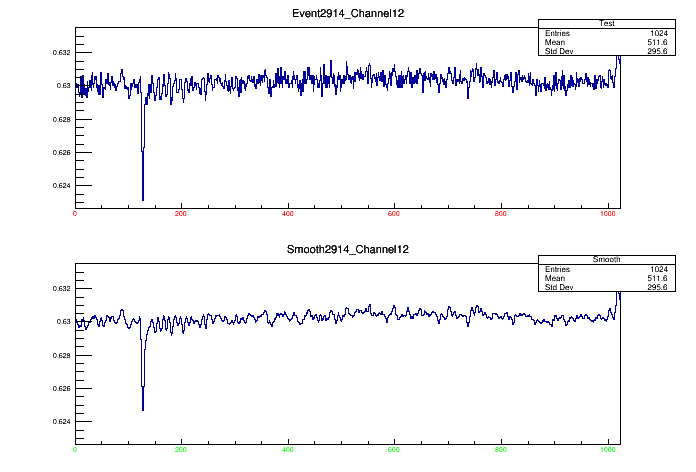 Event2914_Channel12
Test
Entries 1024
Mean 511.6
Std Dev 295.6
0.632
0.63
0.628
0.626
0.624
0 200 400 600 800 1000
Smooth2914_Channel12
Smooth
Entries 1024
Mean 511.6
Std Dev 295.6
0.632
0.63
0.628
0.626
0.624
0 200 400 600 800 1000